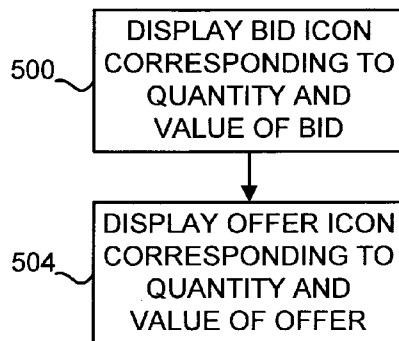 DISPLAY BID ICON
500 CORRESPONDING TO
QUANTITY AND
VALUE OF BID
DISPLAY OFFER ICON
504 CORRESPONDING TO
QUANTITY AND
VALUE OF OFFER